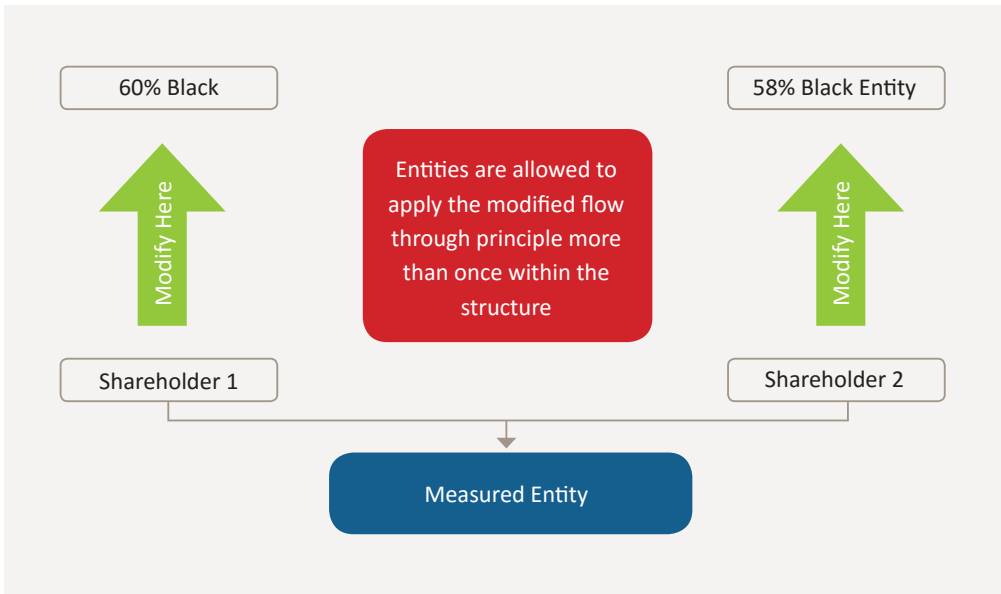 60% Black
58% Black Entity
Entities are allowed to
apply the modified flow
through principle more
than once within the
structure
Modify Here
Modify Here
Shareholder 1
Shareholder 2
Measured Entity